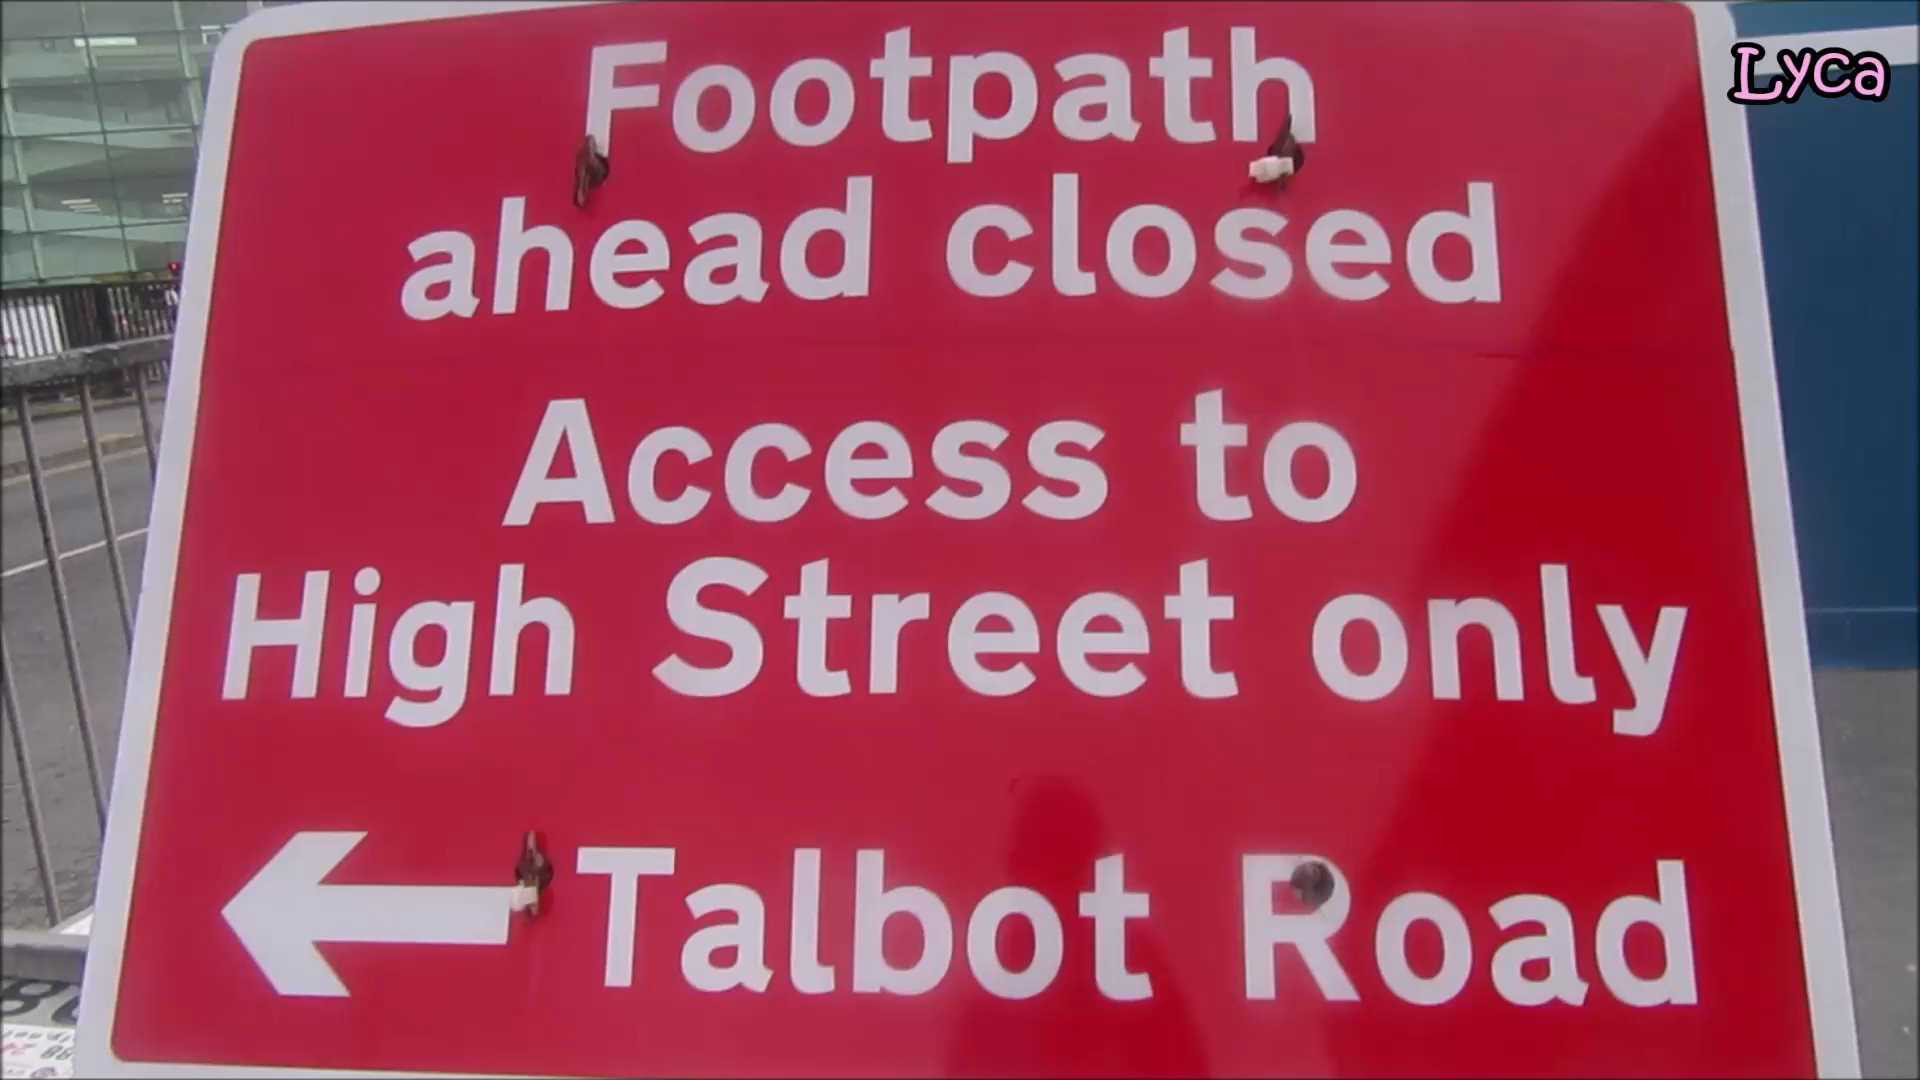 Lyca
Footpath
ahead closed
Access to
High Street only
Talbot Road